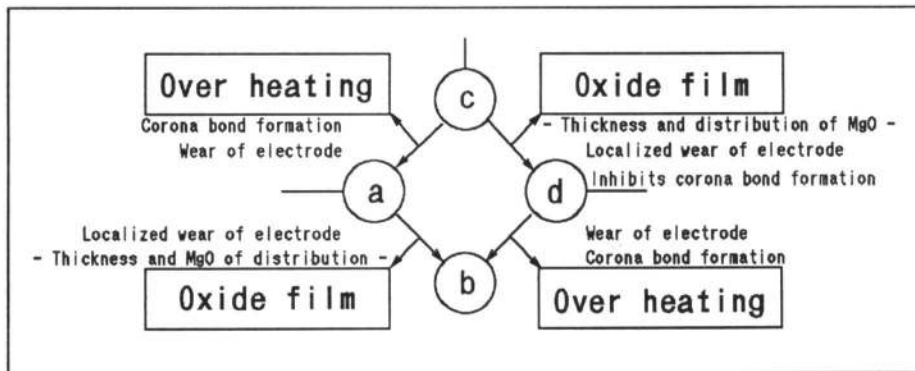 Over heating
Corona bond formation
Wear of electrode
c
Oxide film
- Thickness and distribution of MgO -
Localized wear of electrode
Inhibits corona bond formation
a
d
Localized wear of electrode
- Thickness and MgO of distribution -
Oxide film
b
Wear of electrode
Corona bond formation
Over heating